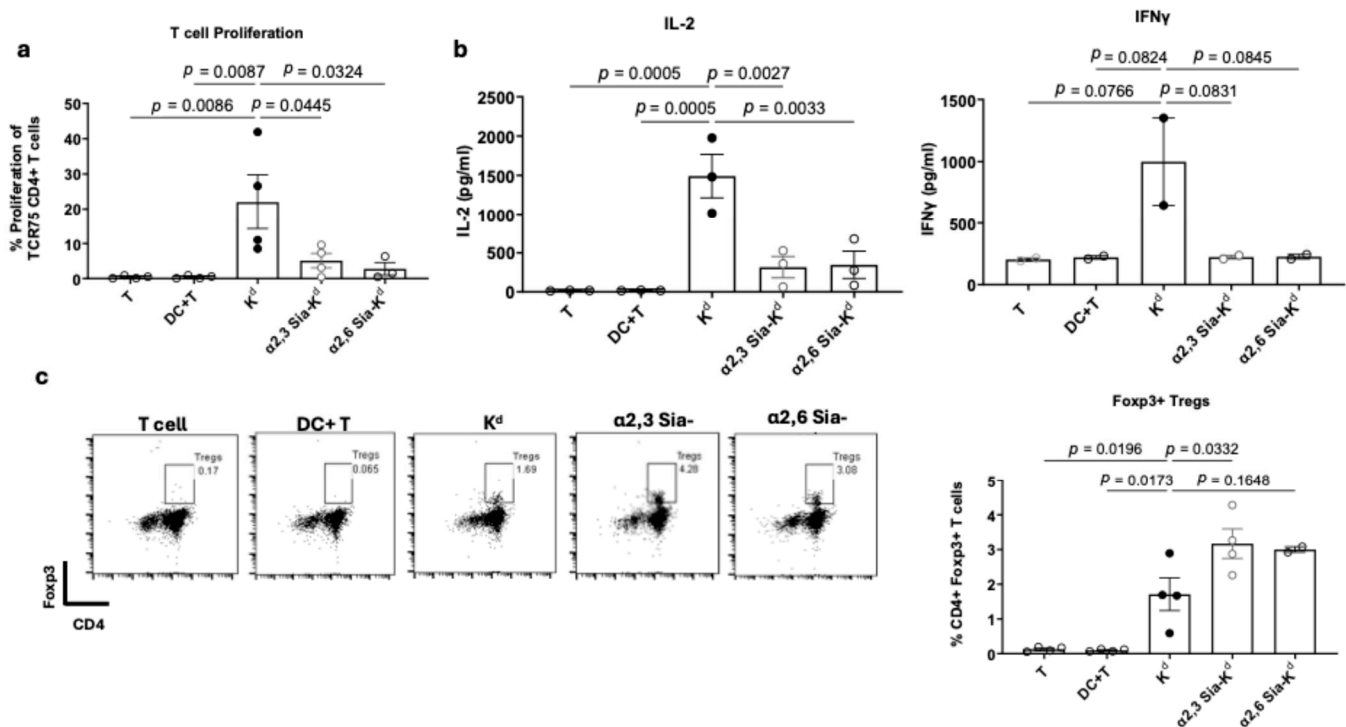 a
T cell Proliferation
p = 0.0087
p = 0.0324
p = 0.0086
p = 0.0445
% Proliferation of
TCR75 CD4+ T cells
50
40
30
20
10
0
T
DC+T
Kᵈ
α2,3 Sia-Kᵈ
α2,6 Sia-Kᵈ
b
IL-2
p = 0.0005
p = 0.0027
p = 0.0005
p = 0.0033
IL-2 (pg/ml)
2500
2000
1500
1000
500
0
T
DC+T
Kᵈ
α2,3 Sia-Kᵈ
α2,6 Sia-Kᵈ
IFNγ
p = 0.0824
p = 0.0845
p = 0.0766
p = 0.0831
IFNγ (pg/ml)
1500
1000
500
0
T
DC+T
Kᵈ
α2,3 Sia-Kᵈ
α2,6 Sia-Kᵈ
c
T cell
Tregs
0.17
DC+ T
Tregs
0.065
Kᵈ
Tregs
1.69
α2,3 Sia-
Tregs
4.28
α2,6 Sia-
Tregs
3.08
Foxp3
CD4
Foxp3+ Tregs
p = 0.0196
p = 0.0332
p = 0.0173
p = 0.1648
% CD4+ Foxp3+ T cells
5
4
3
2
1
0
T
DC+T
Kᵈ
α2,3 Sia-Kᵈ
α2,6 Sia-Kᵈ